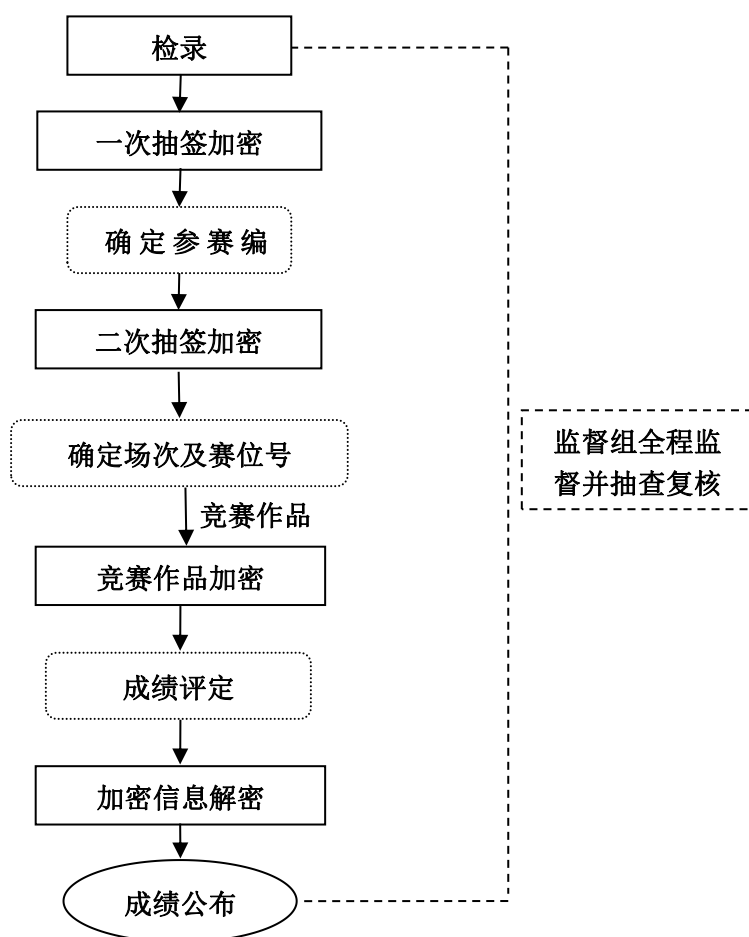 检录
一次抽签加密
确定参赛编
二次抽签加密
确定场次及赛位号
竞赛作品
竞赛作品加密
成绩评定
加密信息解密
成绩公布
监督组全程监
督并抽查复核